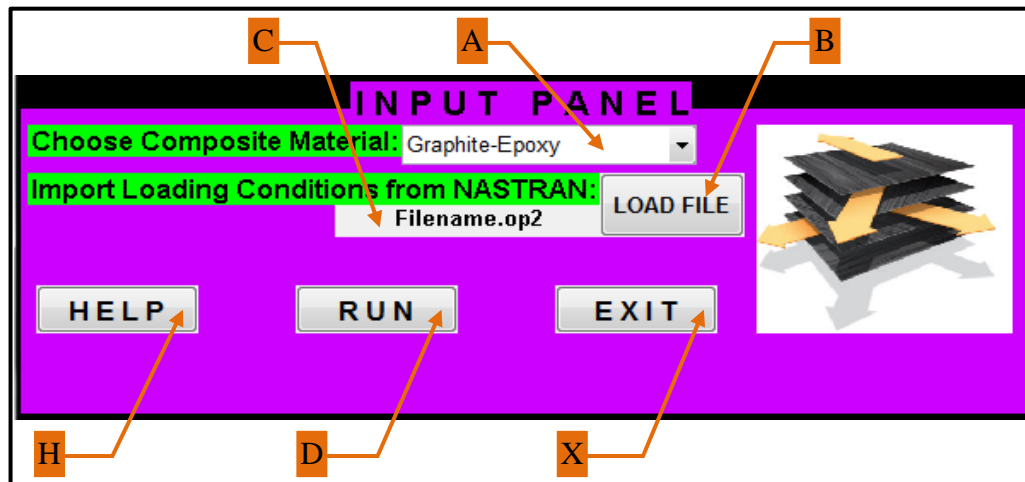 C A B
INPUT PANEL
Choose Composite Material: Graphite-Epoxy
Import Loading Conditions from NASTRAN: LOAD FILE
Filename.op2
HELP RUN EXIT
H D X